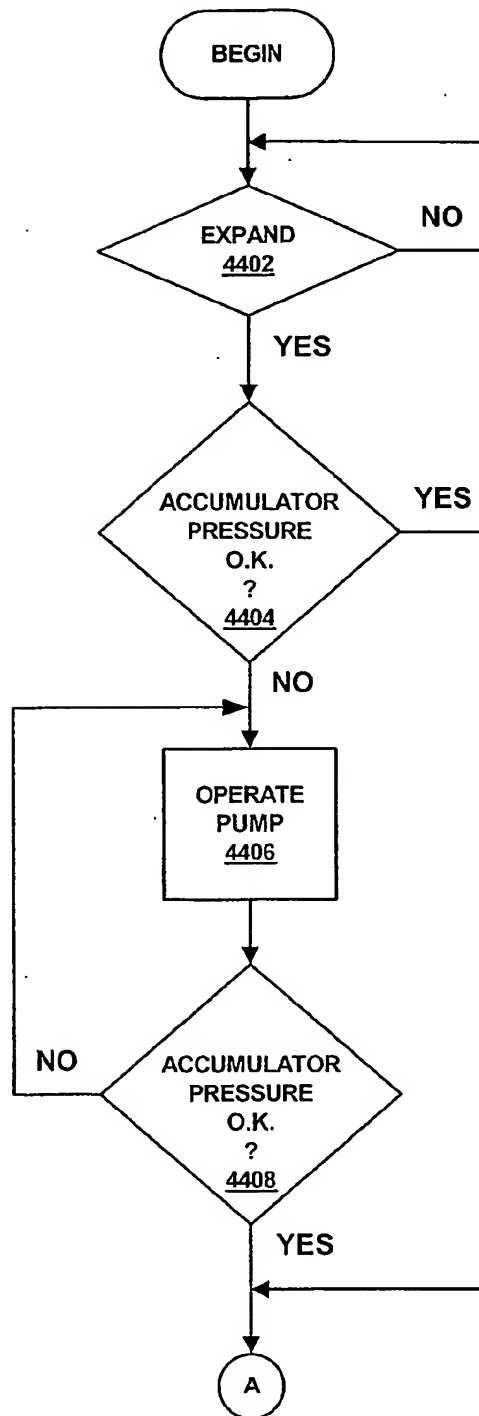 BEGIN
EXPAND
4402
NO
YES
ACCUMULATOR
PRESSURE
O.K.
?
4404
YES
NO
OPERATE
PUMP
4406
NO
ACCUMULATOR
PRESSURE
O.K.
?
4408
YES
A